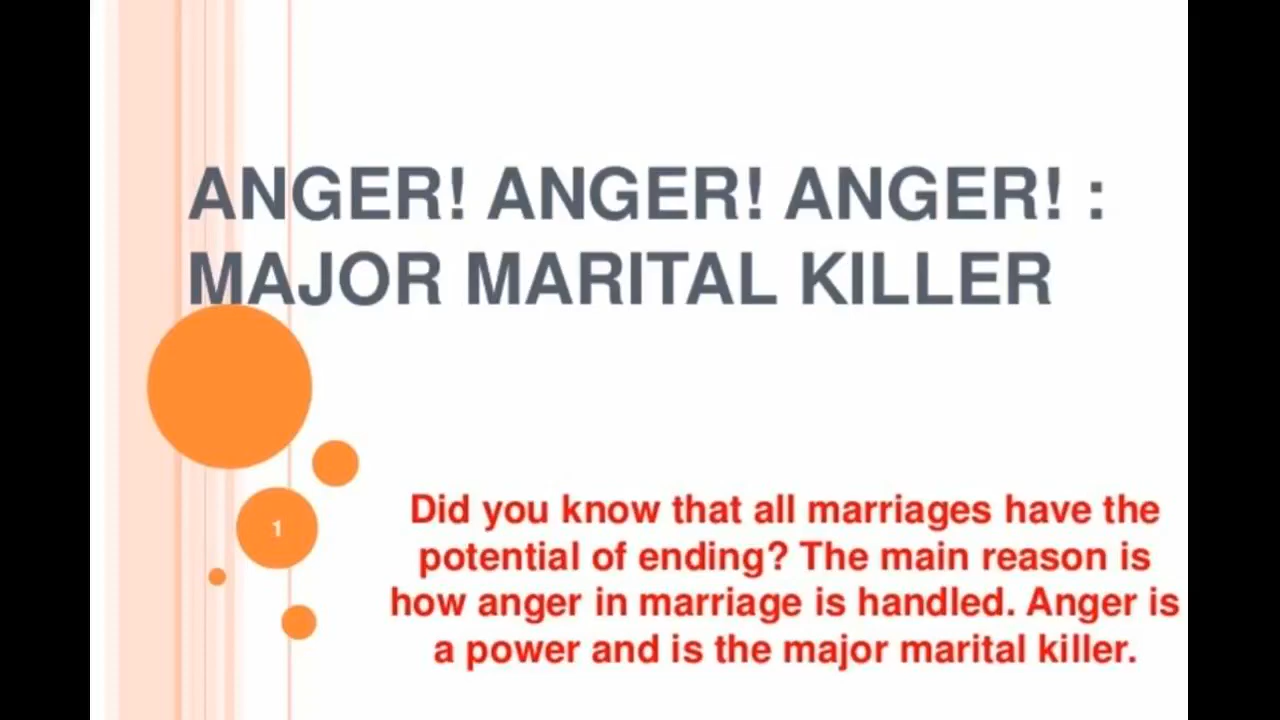 ANGER! ANGER! ANGER! :
MAJOR MARITAL KILLER
1
Did you know that all marriages have the
potential of ending? The main reason is
how anger in marriage is handled. Anger is
a power and is the major marital killer.